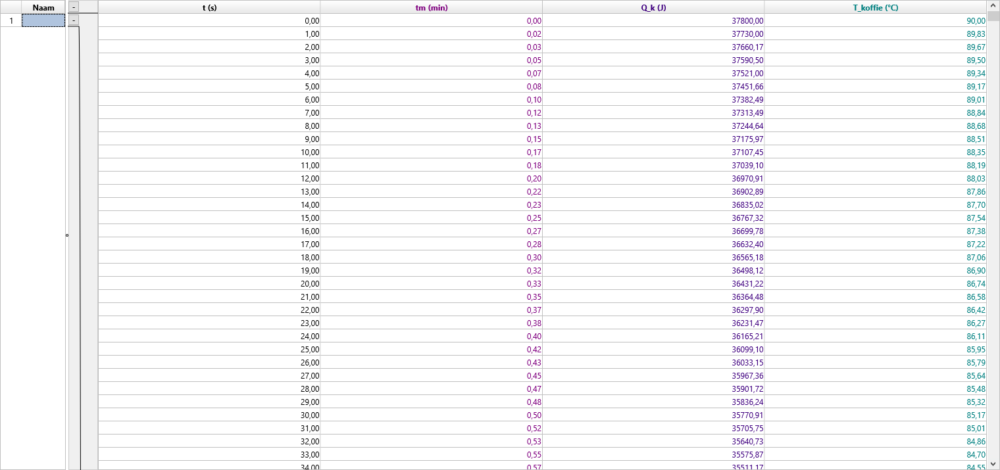 Naam - t (s) tm (min) Q_k (J) T_koffie (°C)
1 - 0,00 0,00 37800,00 90,00
1,00 0,02 37730,00 89,83
2,00 0,03 37660,17 89,67
3,00 0,05 37590,50 89,50
4,00 0,07 37521,00 89,34
5,00 0,08 37451,66 89,17
6,00 0,10 37382,49 89,01
7,00 0,12 37313,49 88,84
8,00 0,13 37244,64 88,68
9,00 0,15 37175,97 88,51
10,00 0,17 37107,45 88,35
11,00 0,18 37039,10 88,19
12,00 0,20 36970,91 88,03
13,00 0,22 36902,89 87,86
14,00 0,23 36835,02 87,70
15,00 0,25 36767,32 87,54
16,00 0,27 36699,78 87,38
17,00 0,28 36632,40 87,22
18,00 0,30 36565,18 87,06
19,00 0,32 36498,12 86,90
20,00 0,33 36431,22 86,74
21,00 0,35 36364,48 86,58
22,00 0,37 36297,90 86,42
23,00 0,38 36231,47 86,27
24,00 0,40 36165,21 86,11
25,00 0,42 36099,10 85,95
26,00 0,43 36033,15 85,79
27,00 0,45 35967,36 85,64
28,00 0,47 35901,72 85,48
29,00 0,48 35836,24 85,32
30,00 0,50 35770,91 85,17
31,00 0,52 35705,75 85,01
32,00 0,53 35640,73 84,86
33,00 0,55 35575,87 84,70
34,00 0,57 35511,17 84,55